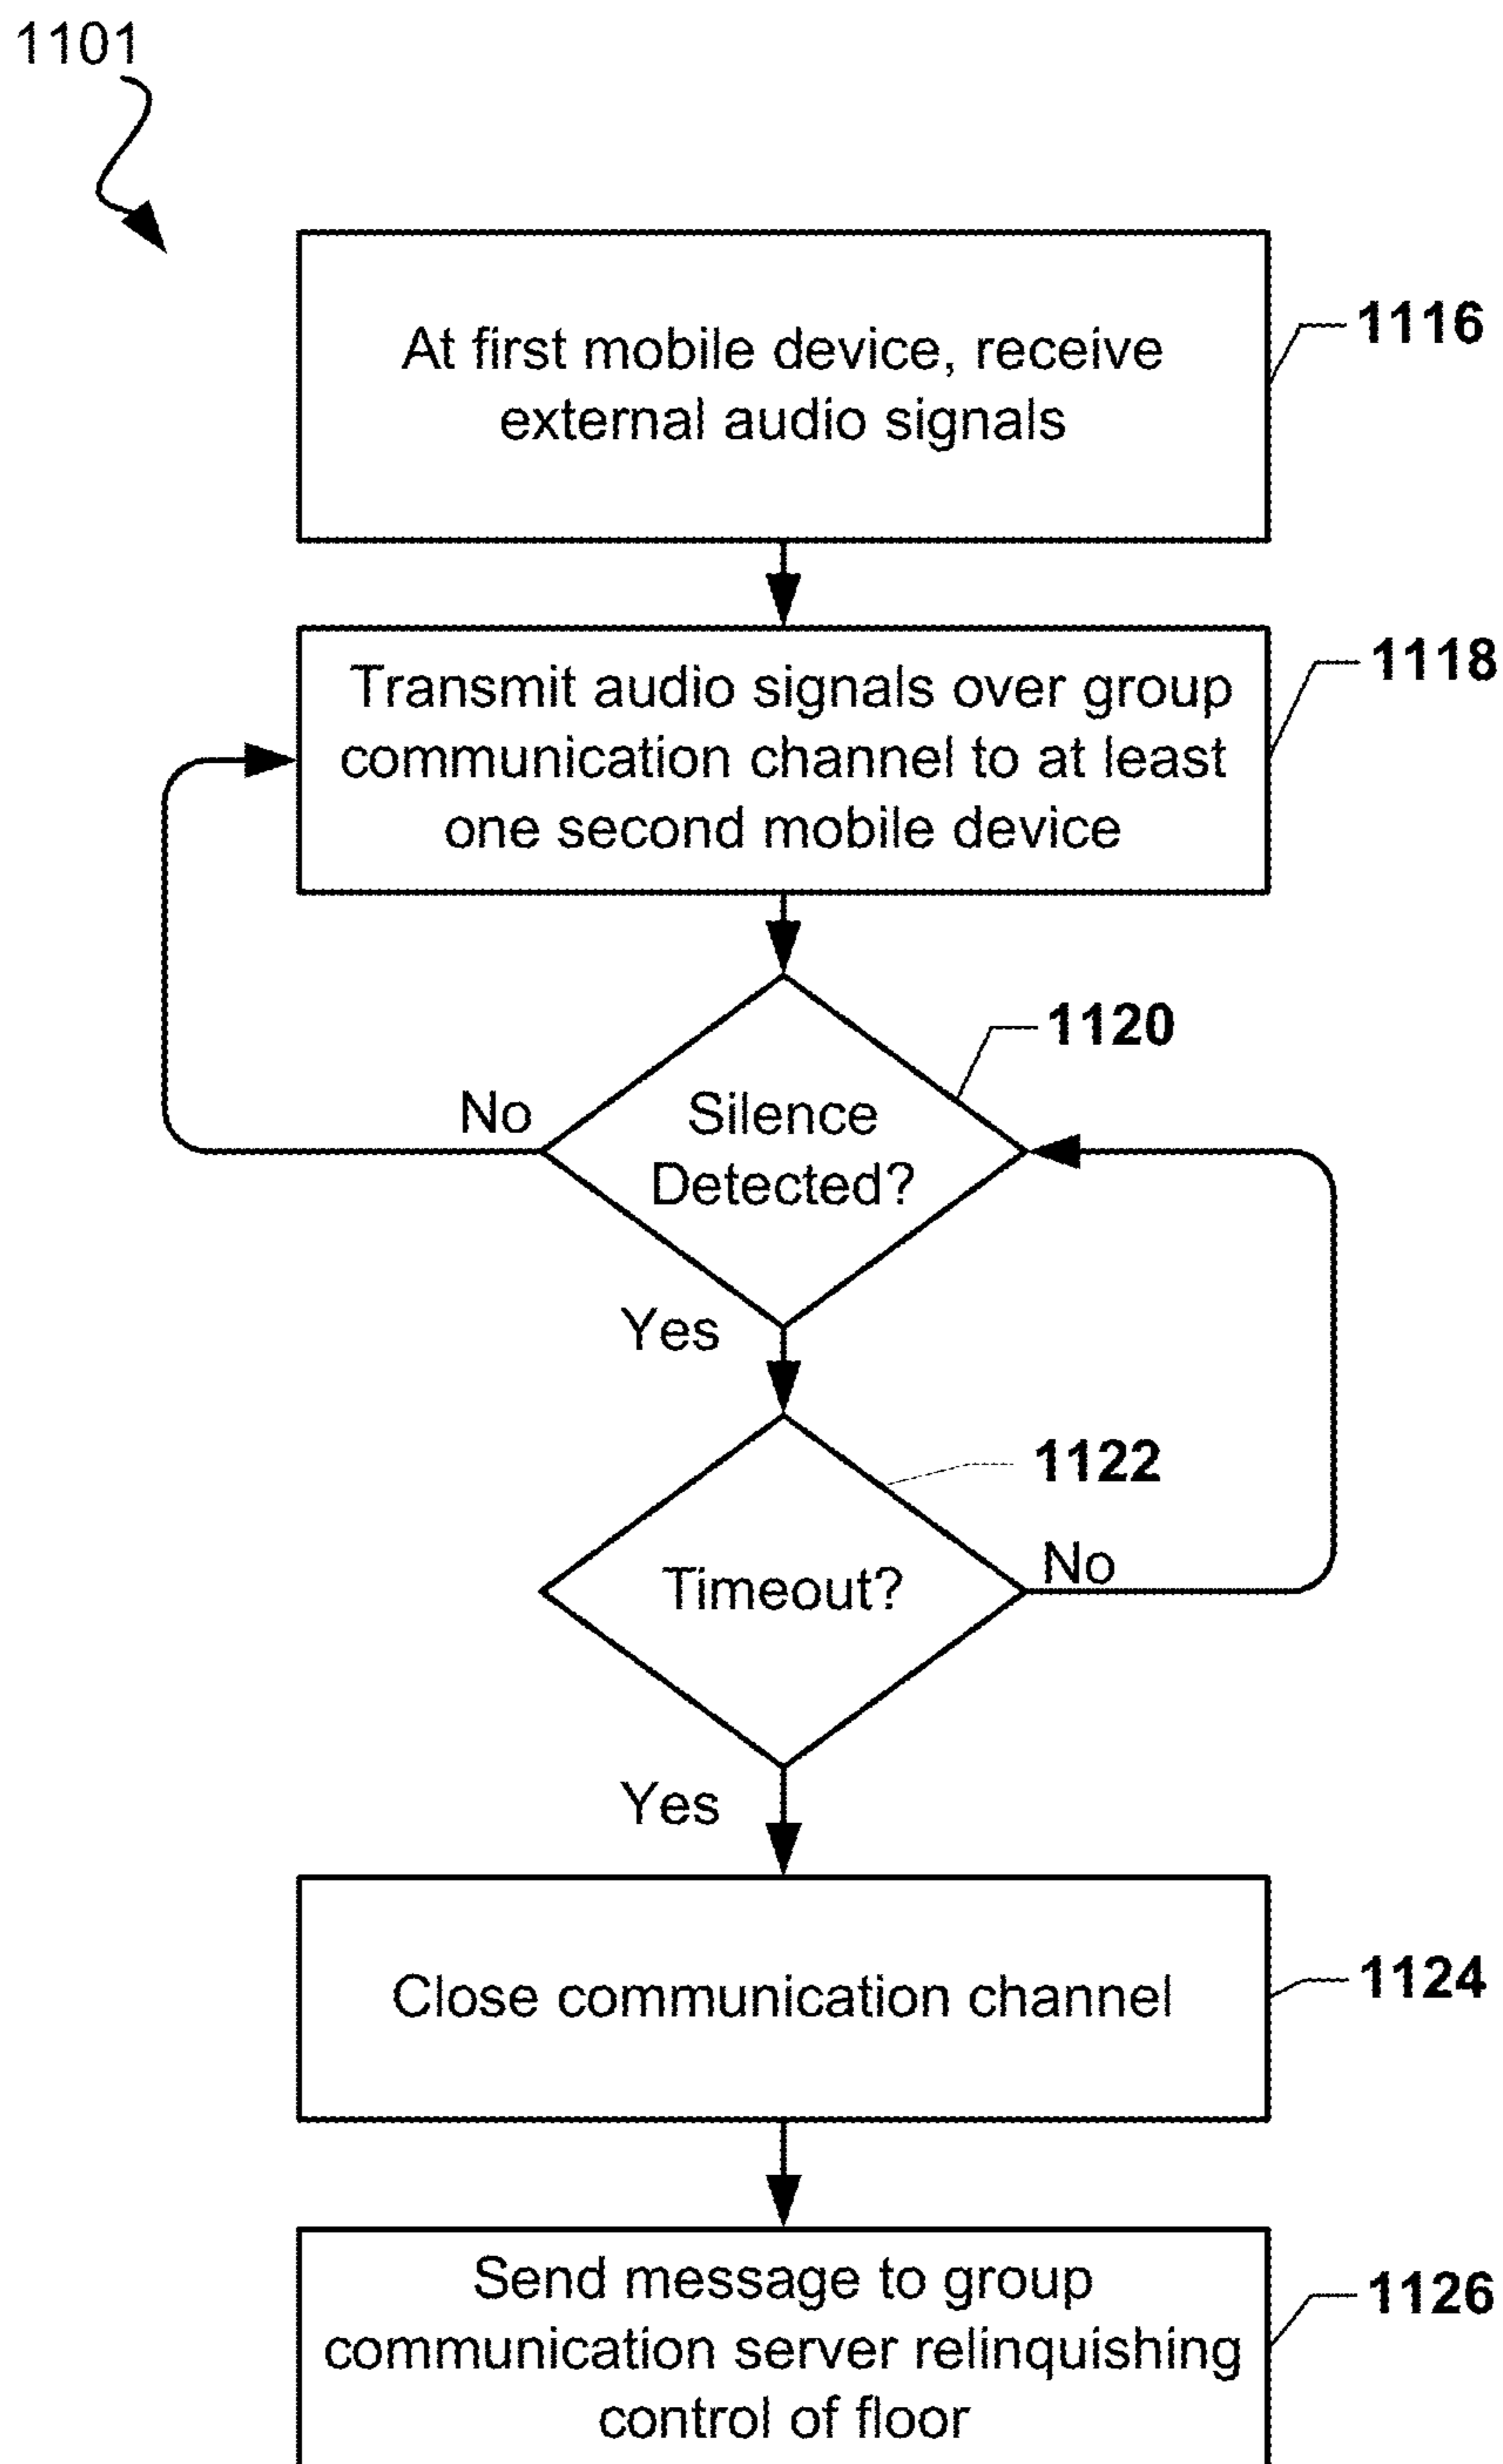 1101
At first mobile device, receive
external audio signals
1116
Transmit audio signals over group
communication channel to at least
one second mobile device
1118
1120
Silence
Detected?
No
Yes
1122
Timeout?
No
Yes
Close communication channel
1124
Send message to group
communication server relinquishing
control of floor
1126